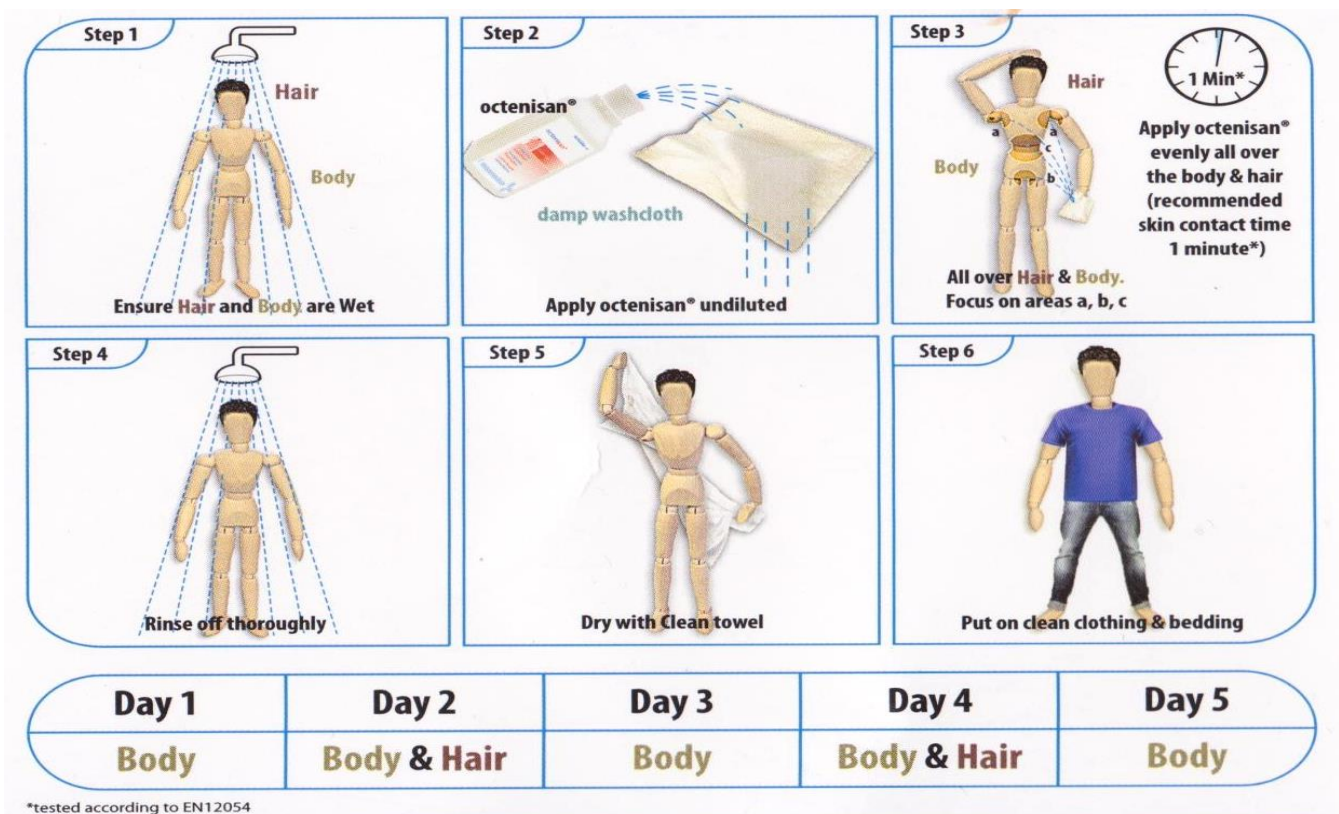 Step 1
Hair
Body
Ensure Hair and Body are Wet
Step 2
octenisan®
damp washcloth
Apply octenisan® undiluted
Step 3
Hair
1 Min*
a
a
c
b
Body
Apply octenisan®
evenly all over
the body & hair
(recommended
skin contact time
1 minute*)
All over Hair & Body.
Focus on areas a, b, c
Step 4
Rinse off thoroughly
Step 5
Dry with Clean towel
Step 6
Put on clean clothing & bedding
Day 1
Day 2
Day 3
Day 4
Day 5
Body
Body & Hair
Body
Body & Hair
Body
*tested according to EN12054